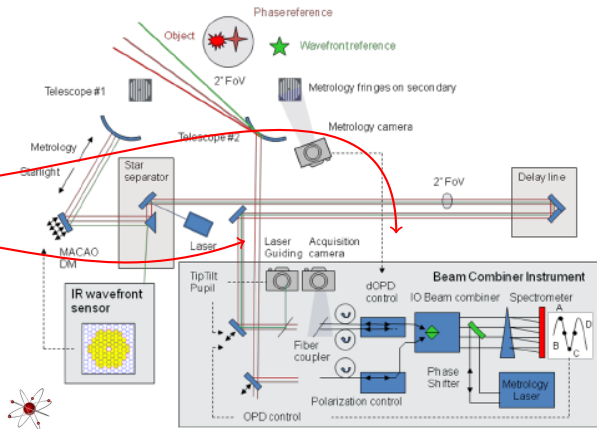 Phase reference
Object
Wavefront reference
2" FoV
Telescope #1
Metrology fringes on secondary
Telescope #2
Metrology camera
Metrology
Starlight
Star
separator
2" FoV
Delay line
MACAO
DM
Laser
Laser
Guiding
Acquisition
camera
TipTilt
Pupil
dOPD
control
Beam Combiner Instrument
IO Beam combiner
Spectrometer
IR wavefront
sensor
A
D
B
C
Fiber
coupler
Phase
Shifter
Metrology
Laser
Polarization control
OPD control